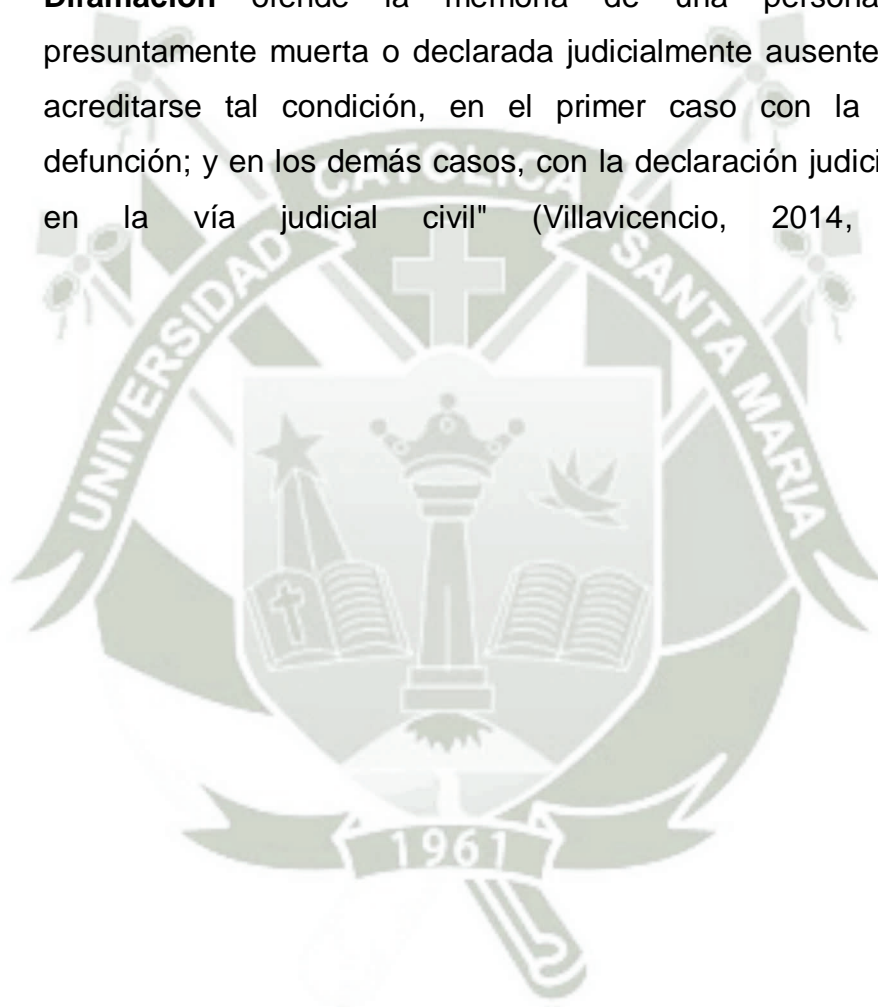 Difamación ofende la memoria de una persona
presuntamente muerta o declarada judicialmente ausente
acreditarse tal condición, en el primer caso con la
defunción; y en los demás casos, con la declaración judici
en la vía judicial civil" (Villavicencio, 2014,
UNIVERSIDAD CATOLICA SANTA MARIA
1961